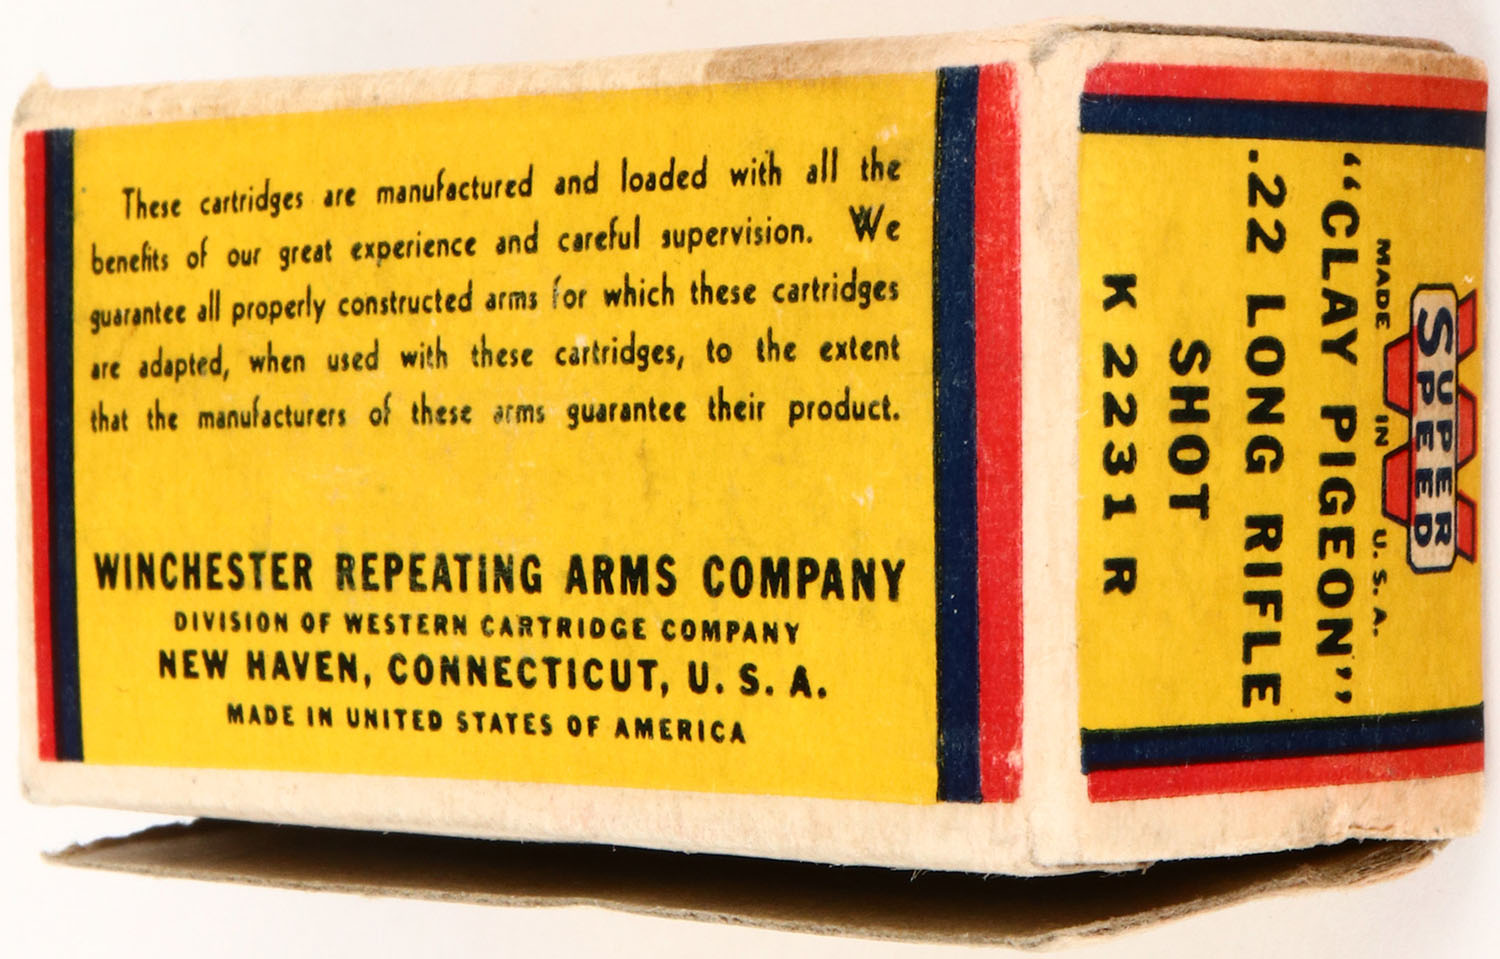 These cartridges are manufactured and loaded with all the
benefits of our great experience and careful supervision. We
guarantee all properly constructed arms for which these cartridges
are adapted, when used with these cartridges, to the extent
that the manufacturers of these arms guarantee their product.
WINCHESTER REPEATING ARMS COMPANY
DIVISION OF WESTERN CARTRIDGE COMPANY
NEW HAVEN, CONNECTICUT, U. S. A.
MADE IN UNITED STATES OF AMERICA
W
SUPER
SPEED
MADE IN U. S. A.
"CLAY PIGEON"
.22 LONG RIFLE
SHOT
K 2231 R